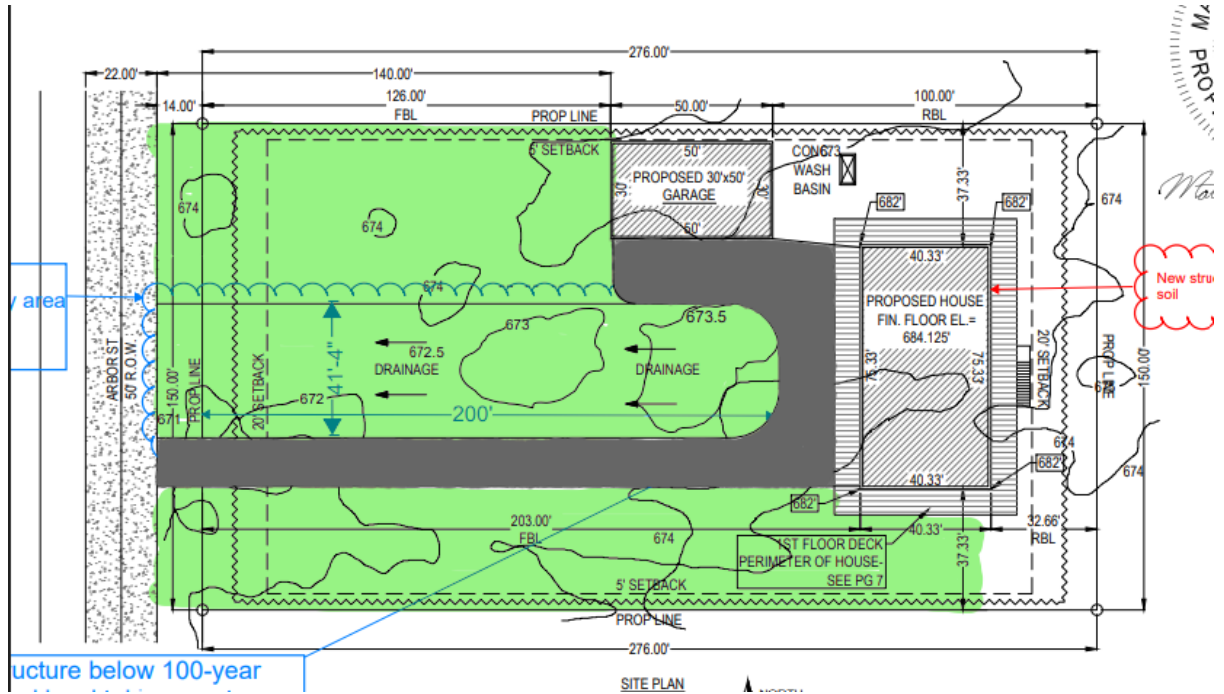 276.00'
22.00'
140.00'
14.00'
126.00'
FBL
PROP LINE
50.00'
100.00'
RBL
5' SETBACK
50'
PROPOSED 30'x50'
GARAGE
30'
30'
50'
CONC
673
WASH
BASIN
37.33'
682'
682'
674
674
674
674
40.33'
PROPOSED HOUSE
FIN. FLOOR EL.=
684.125'
75.33'
75.33'
New
soil
y area
ARBOR ST
50' R.O.W.
150.00'
PROP LINE
20' SETBACK
41'-4"
673
673.5
672.5
DRAINAGE
DRAINAGE
672
671
200'
20' SETBACK
PROP LINE
150.00'
674
674
682'
40.33'
682'
203.00'
FBL
674
40.33'
32.66'
RBL
1ST FLOOR DECK
PERIMETER OF HOUSE-
SEE PG 7
37.33'
5' SETBACK
PROP LINE
276.00'
ucture below 100-year
SITE PLAN
NORTH